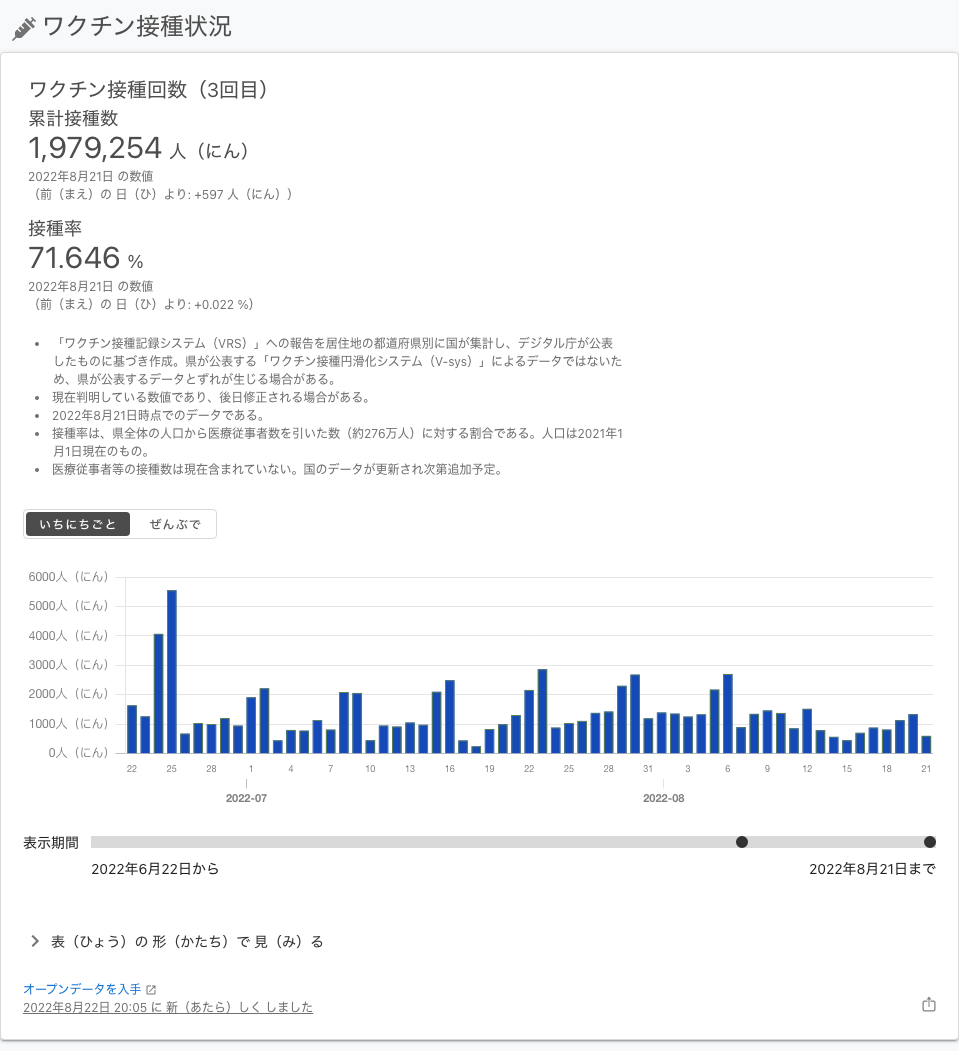 ワクチン接種状況
ワクチン接種回数（3回目）
累計接種数
1,979,254 人（にん）
2022年8月21日 の数値
（前（まえ）の 日（ひ）より: +597 人（にん））
接種率
71.646 %
2022年8月21日 の数値
（前（まえ）の 日（ひ）より: +0.022 %）
• 「ワクチン接種記録システム（VRS）」への報告を居住地の都道府県別に国が集計し、デジタル庁が公表
したものに基づき作成。県が公表する「ワクチン接種円滑化システム（V-sys）」によるデータではないた
め、県が公表するデータとずれが生じる場合がある。
• 現在判明している数値であり、後日修正される場合がある。
• 2022年8月21日時点でのデータである。
• 接種率は、県全体の人口から医療従事者数を引いた数（約276万人）に対する割合である。人口は2021年1
月1日現在のもの。
• 医療従事者等の接種数は現在含まれていない。国のデータが更新され次第追加予定。
いちにちごと ぜんぶで
6000人（にん）
5000人（にん）
4000人（にん）
3000人（にん）
2000人（にん）
1000人（にん）
0人（にん）
22 25 28 1 4 7 10 13 16 19 22 25 28 31 3 6 9 12 15 18 21
2022-07 2022-08
表示期間
2022年6月22日から 2022年8月21日まで
表（ひょう）の 形（かたち）で 見（み）る
オープンデータを入手
2022年8月22日 20:05 に 新（あたら）しく しました